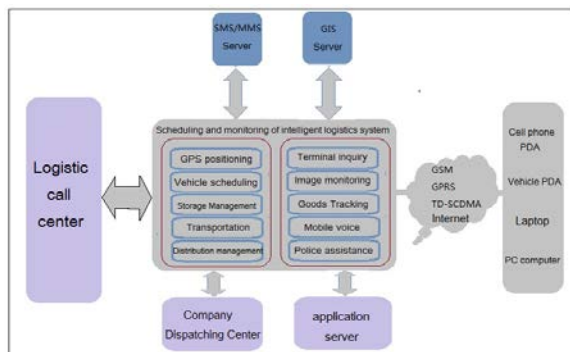 SMS/MMS
Server
GIS
Server
Scheduling and monitoring of intelligent logistics system
Logistic
call
center
GPS positioning
Vehicle scheduling
Storage Management
Transportation
Distribution management
Terminal inquiry
Image monitoring
Goods Tracking
Mobile voice
Police assistance
GSM
GPRS
TD-SCDMA
Internet
Cell phone
PDA
Vehicle PDA
Laptop
PC computer
Company
Dispatching Center
application
server